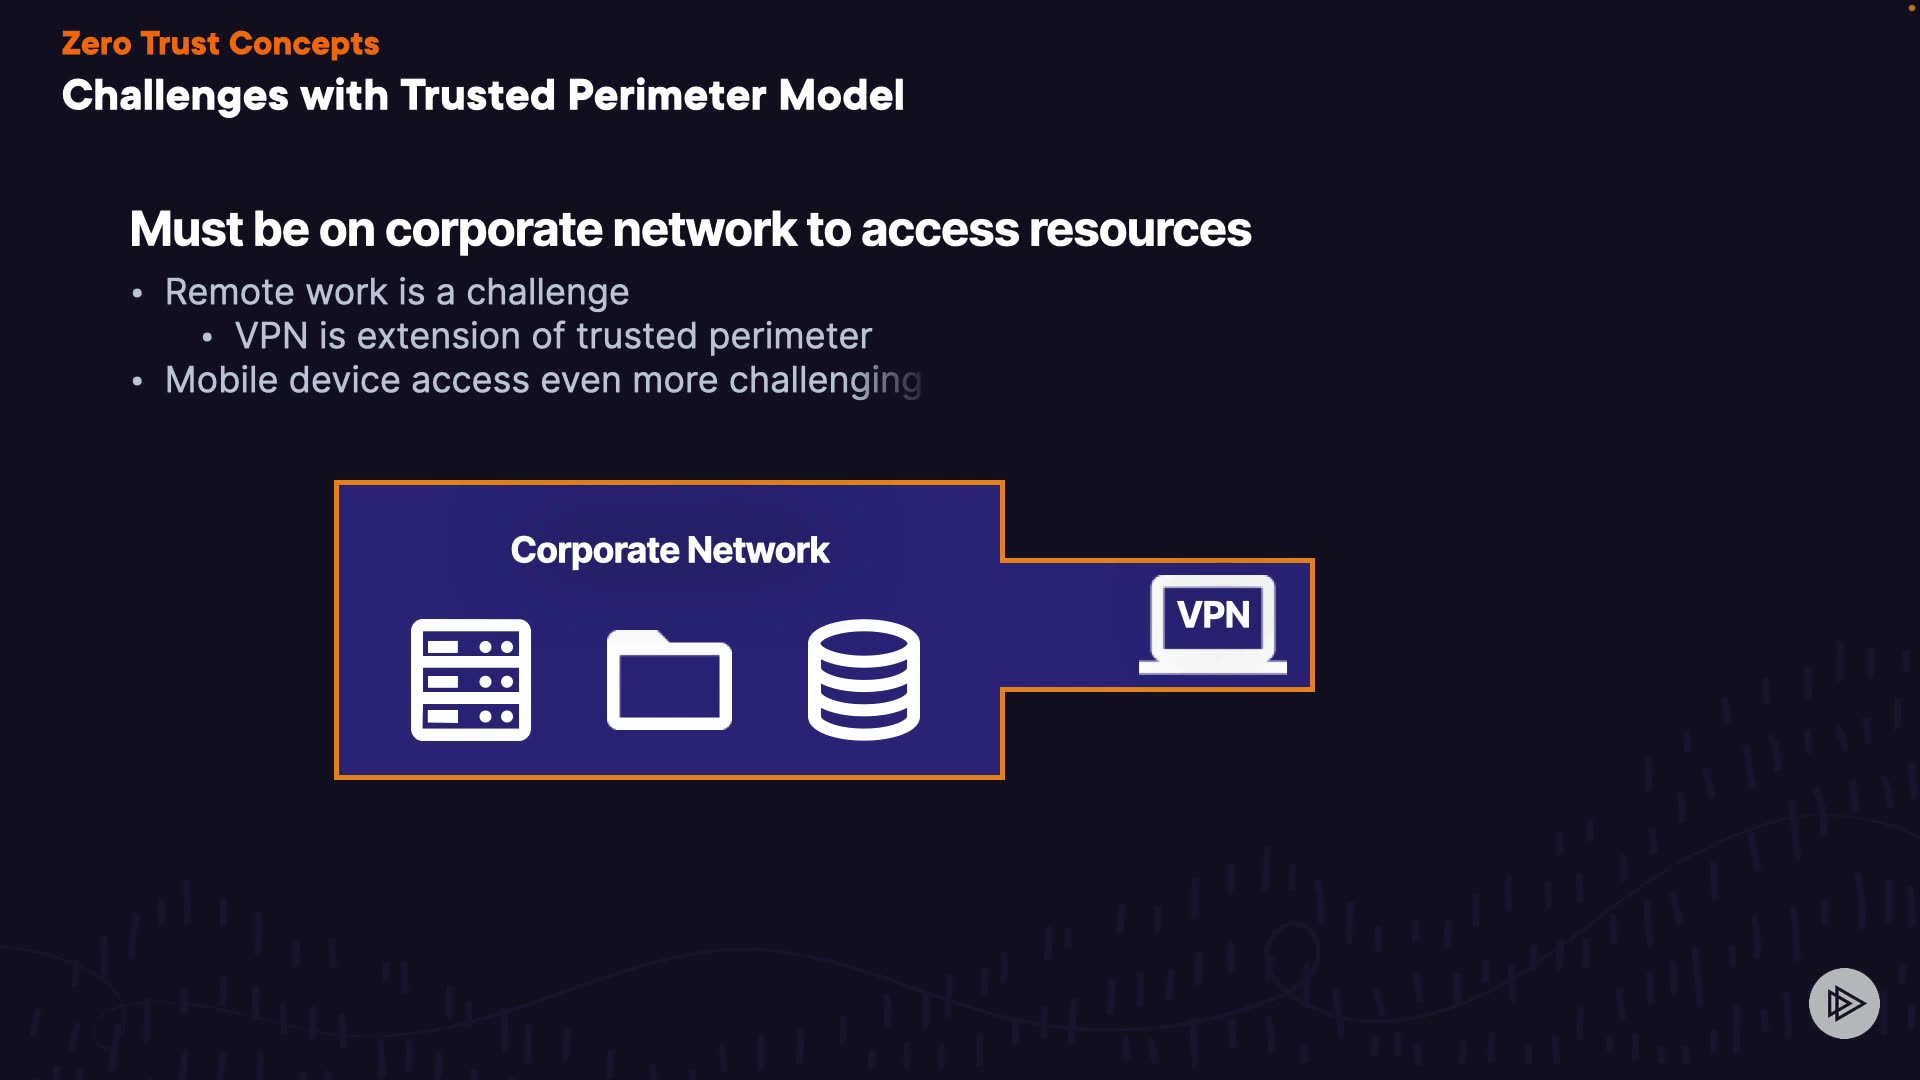 Zero Trust Concepts
Challenges with Trusted Perimeter Model
Must be on corporate network to access resources
• Remote work is a challenge
• VPN is extension of trusted perimeter
• Mobile device access even more challenging
Corporate Network
VPN